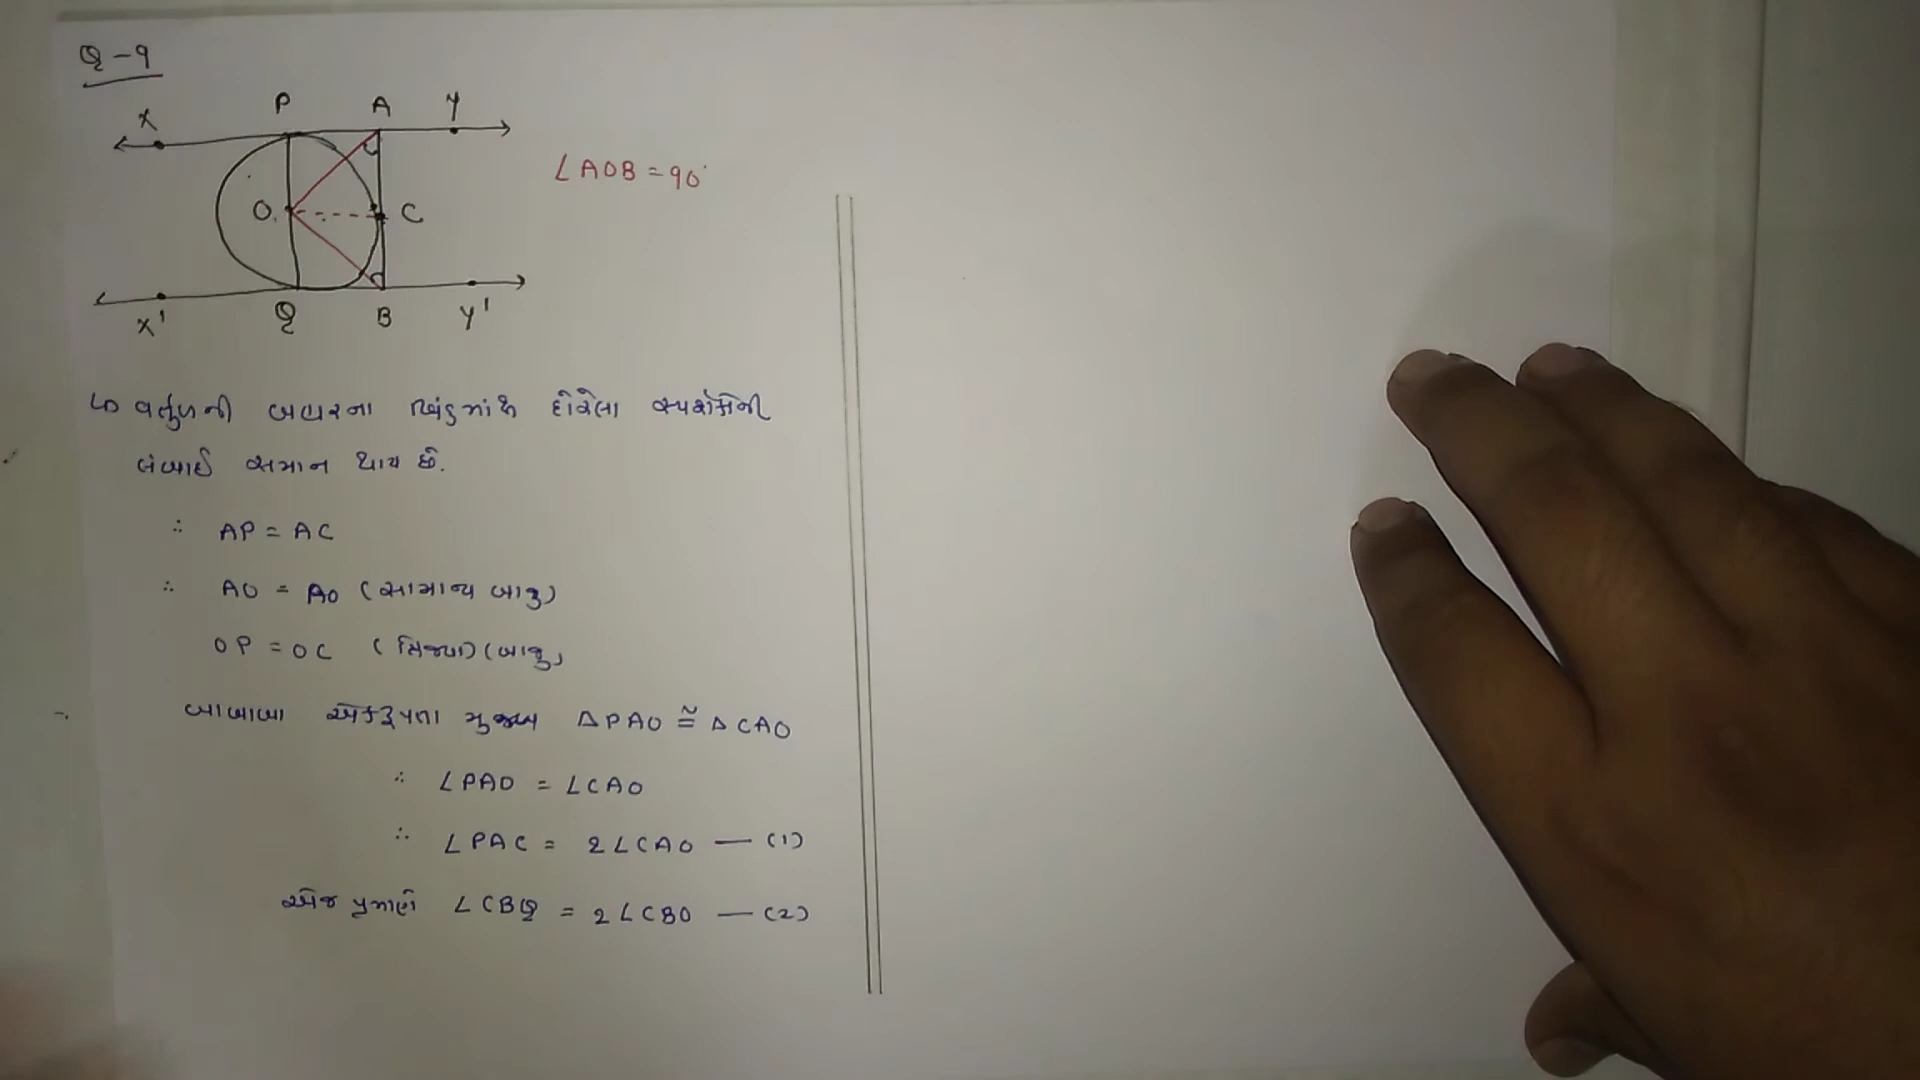 Q-9
P A Y
X
∠AOB = 90°
O C
X' Q B Y'
↳ વર્તુળની બહારના બિંદુમાંથી દોરેલા સ્પર્શકોની
લંબાઈ સમાન થાય છે.
∴ AP = AC
∴ AO = AO (સામાન્ય બાજુ)
OP = OC (ત્રિજ્યા) (બાજુ)
બાબાબા એકરૂપતા મુજબ ΔPAO ≅ ΔCAO
∴ ∠PAO = ∠CAO
∴ ∠PAC = 2∠CAO — (1)
એજ પ્રમાણે ∠CBQ = 2∠CBO — (2)